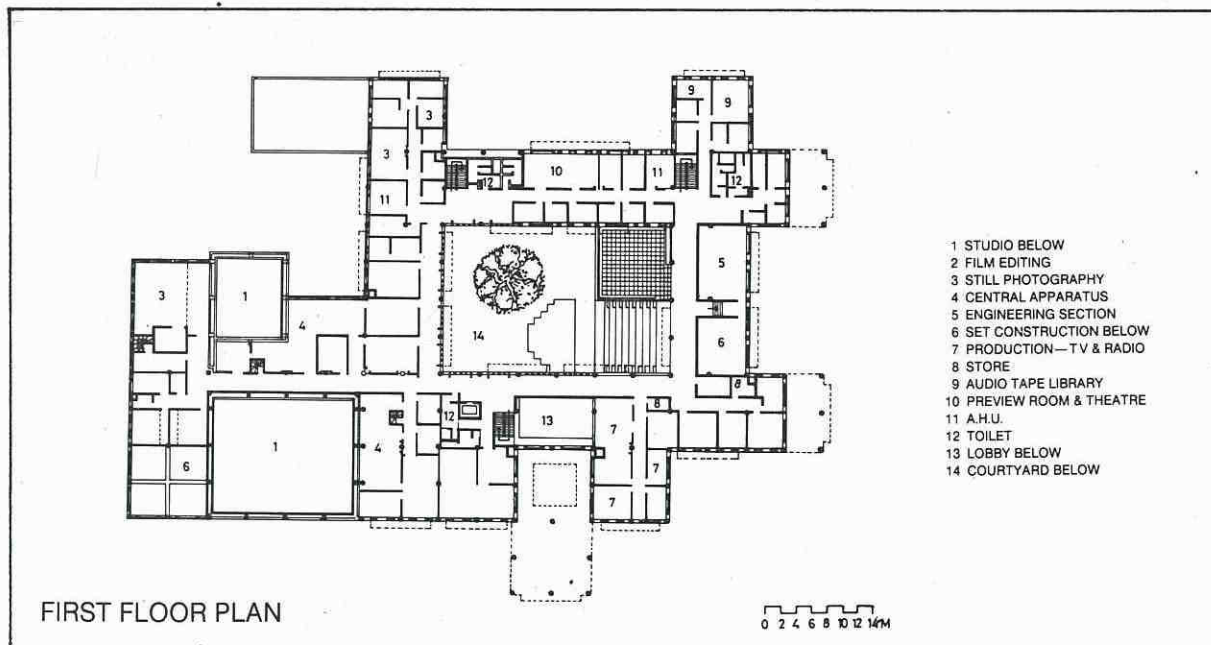 9
9
3
3
10
11
12
12
11
5
3
1
4
14
6
8
8
13
12
7
4
1
7
6
7
1 STUDIO BELOW
2 FILM EDITING
3 STILL PHOTOGRAPHY
4 CENTRAL APPARATUS
5 ENGINEERING SECTION
6 SET CONSTRUCTION BELOW
7 PRODUCTION—TV & RADIO
8 STORE
9 AUDIO TAPE LIBRARY
10 PREVIEW ROOM & THEATRE
11 A.H.U.
12 TOILET
13 LOBBY BELOW
14 COURTYARD BELOW
FIRST FLOOR PLAN
0 2 4 6 8 10 12 14M